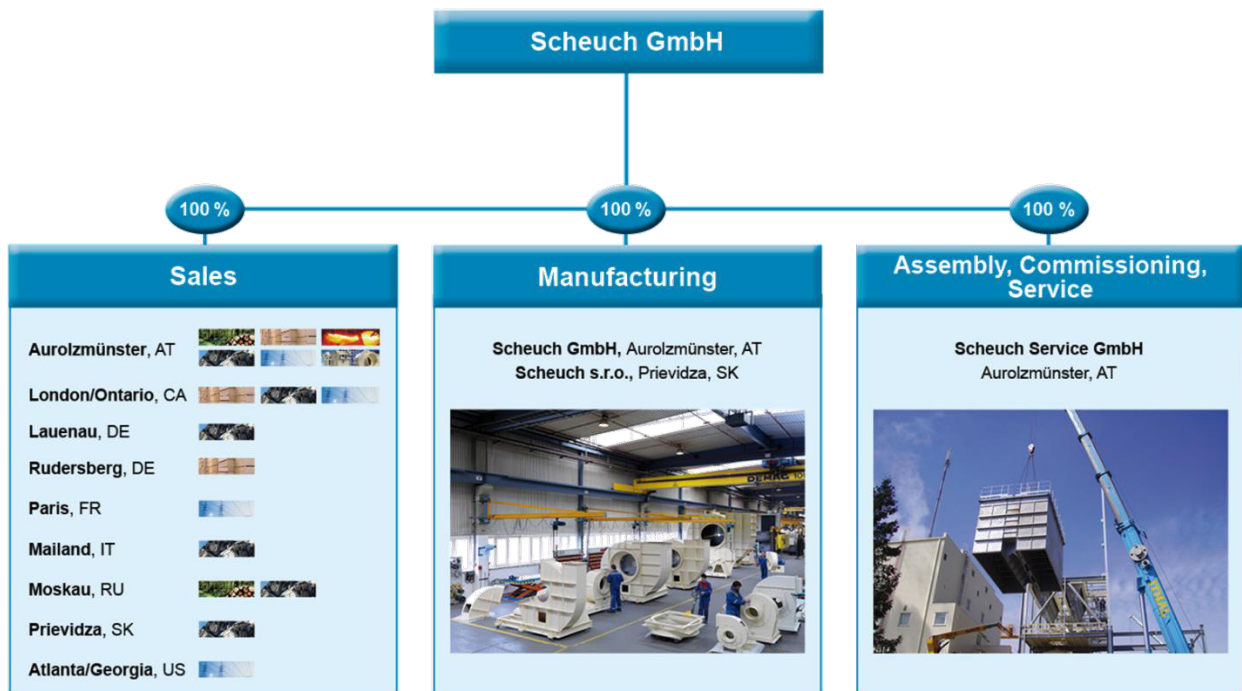 Scheuch GmbH
100 %
100 %
100 %
Sales
Aurolzmünster, AT
London/Ontario, CA
Lauenau, DE
Rudersberg, DE
Paris, FR
Mailand, IT
Moskau, RU
Prievidza, SK
Atlanta/Georgia, US
Manufacturing
Scheuch GmbH, Aurolzmünster, AT
Scheuch s.r.o., Prievidza, SK
DEMAG
Assembly, Commissioning,
Service
Scheuch Service GmbH
Aurolzmünster, AT